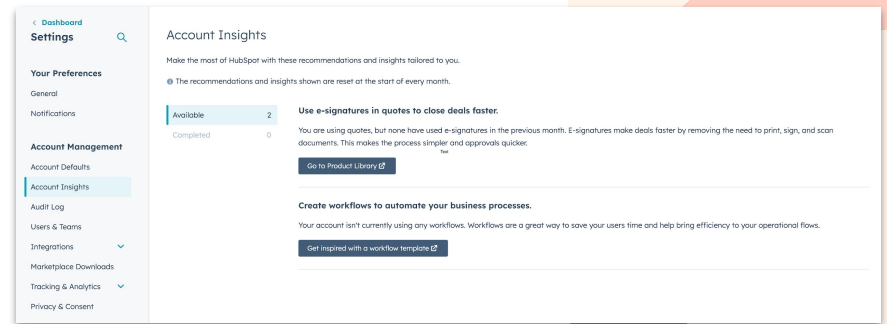 Dashboard
Settings
Your Preferences
General
Notifications
Account Management
Account Defaults
Account Insights
Audit Log
Users & Teams
Integrations
Marketplace Downloads
Tracking & Analytics
Privacy & Consent
Account Insights
Make the most of HubSpot with these recommendations and insights tailored to you.
The recommendations and insights shown are reset at the start of every month.
Available 2
Completed 0
Use e-signatures in quotes to close deals faster.
You are using quotes, but none have used e-signatures in the previous month. E-signatures make deals faster by removing the need to print, sign, and scan
documents. This makes the process simpler and approvals quicker.
Text
Go to Product Library
Create workflows to automate your business processes.
Your account isn't currently using any workflows. Workflows are a great way to save your users time and help bring efficiency to your operational flows.
Get inspired with a workflow template